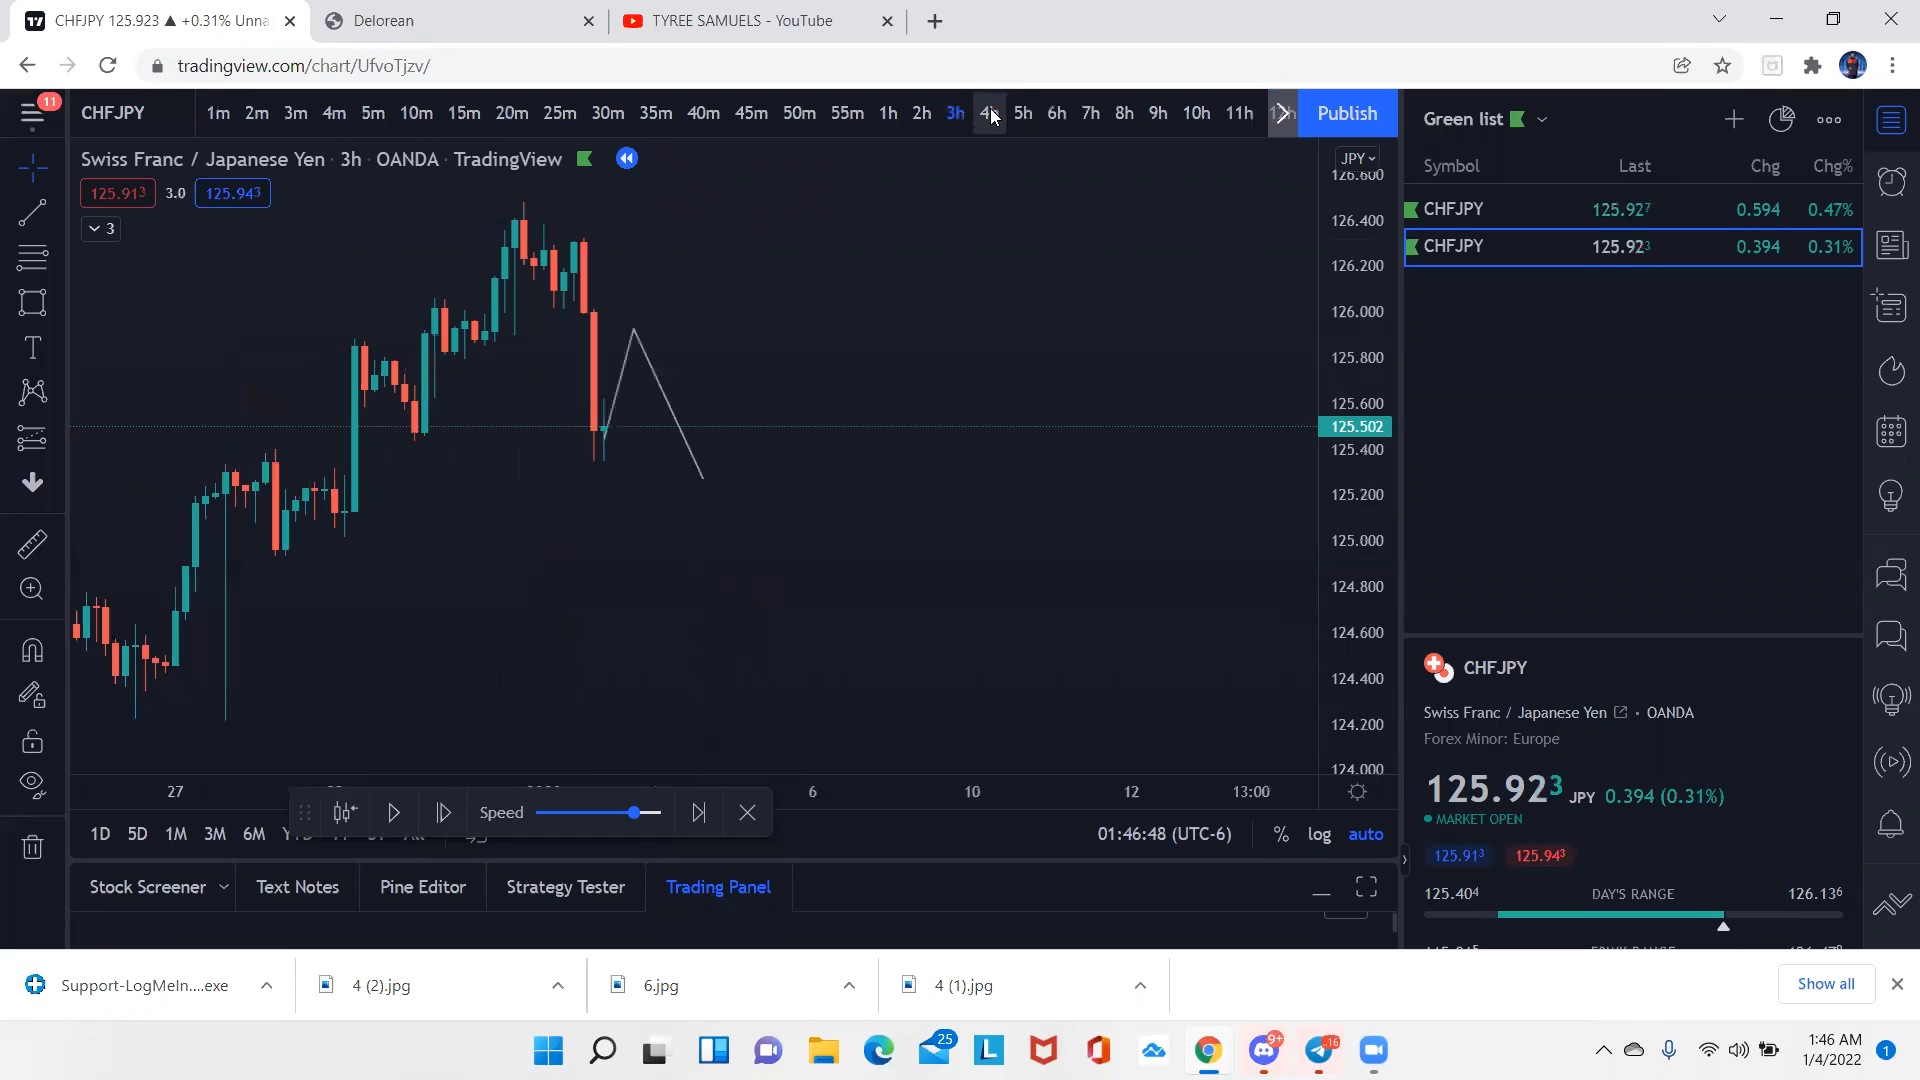 CHFJPY 125.923 ▲ +0.31% Unna
Delorean
TYREE SAMUELS - YouTube
tradingview.com/chart/UfvoTjzv/
11
CHFJPY 1m 2m 3m 4m 5m 10m 15m 20m 30m 35m 40m 45m 50m 55m 1h 2h 3h 4h 5h 6h 7h 8h 9h 10h 11h Publish
Swiss Franc / Japanese Yen · 3h · OANDA · TradingView
125.913 3.0 125.943
3
JPY
126.600
126.400
126.200
126.000
125.800
125.600
125.502
125.400
125.200
125.000
124.800
124.600
124.400
124.200
124.000
27 6 10 12 13:00
Speed
1D 5D 1M 3M 6M
01:46:48 (UTC-6) % log auto
Stock Screener Text Notes Pine Editor Strategy Tester Trading Panel
Green list
Symbol Last Chg Chg%
CHFJPY 125.927 0.594 0.47%
CHFJPY 125.923 0.394 0.31%
CHFJPY
Swiss Franc / Japanese Yen · OANDA
Forex Minor: Europe
125.923 JPY 0.394 (0.31%)
MARKET OPEN
125.913 125.943
125.404 DAY'S RANGE 126.136
Support-LogMeIn....exe
4 (2).jpg
6.jpg
4 (1).jpg
Show all
25
L
9+
16
1:46 AM
1/4/2022
1